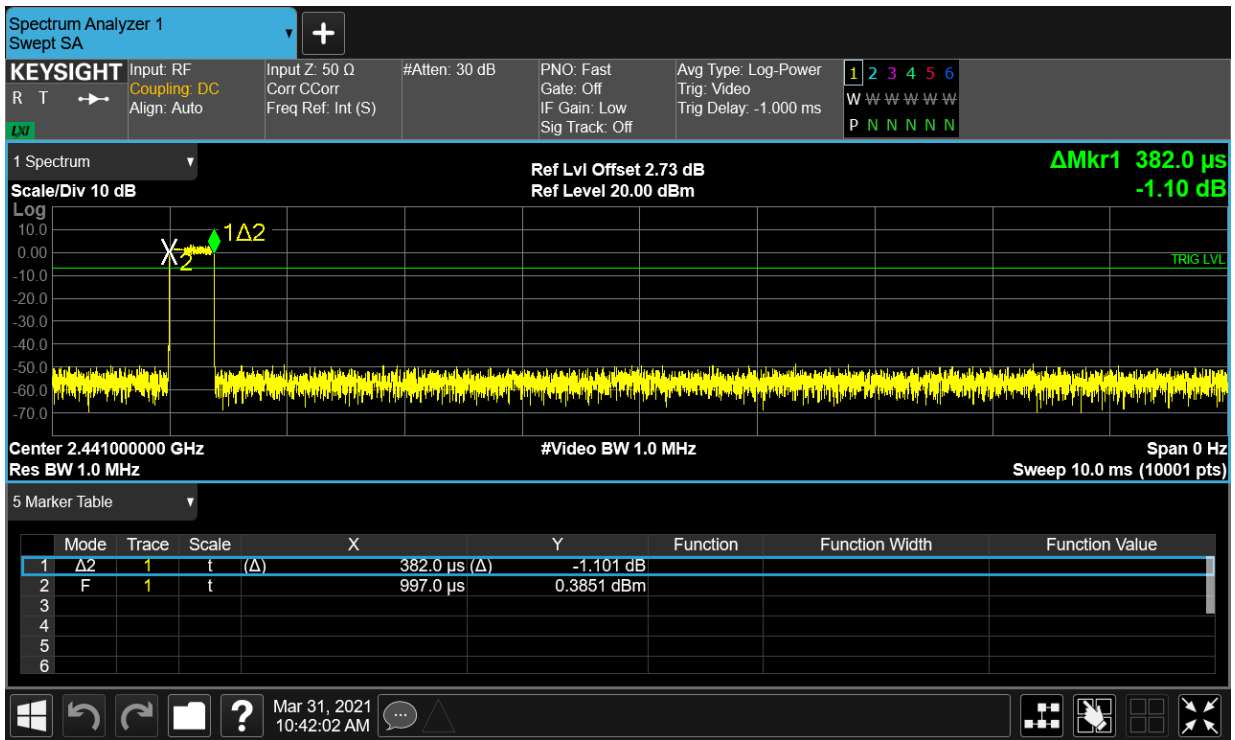 Spectrum Analyzer 1
Swept SA
+
KEYSIGHT Input: RF Input Z: 50 Ω #Atten: 30 dB PNO: Fast Avg Type: Log-Power 1 2 3 4 5 6
R T Coupling: DC Corr CCorr Gate: Off Trig: Video W W W W W W
Align: Auto Freq Ref: Int (S) IF Gain: Low Trig Delay: -1.000 ms P N N N N N
LXI Sig Track: Off
1 Spectrum Ref Lvl Offset 2.73 dB ΔMkr1 382.0 µs
Scale/Div 10 dB Ref Level 20.00 dBm -1.10 dB
Log
10.0 1Δ2
0.00 X 2 TRIG LVL
-10.0
-20.0
-30.0
-40.0
-50.0
-60.0
-70.0
Center 2.441000000 GHz #Video BW 1.0 MHz Span 0 Hz
Res BW 1.0 MHz Sweep 10.0 ms (10001 pts)
5 Marker Table
Mode Trace Scale X Y Function Function Width Function Value
1 Δ2 1 t (Δ) 382.0 µs (Δ) -1.101 dB
2 F 1 t 997.0 µs 0.3851 dBm
3
4
5
6
? Mar 31, 2021
10:42:02 AM